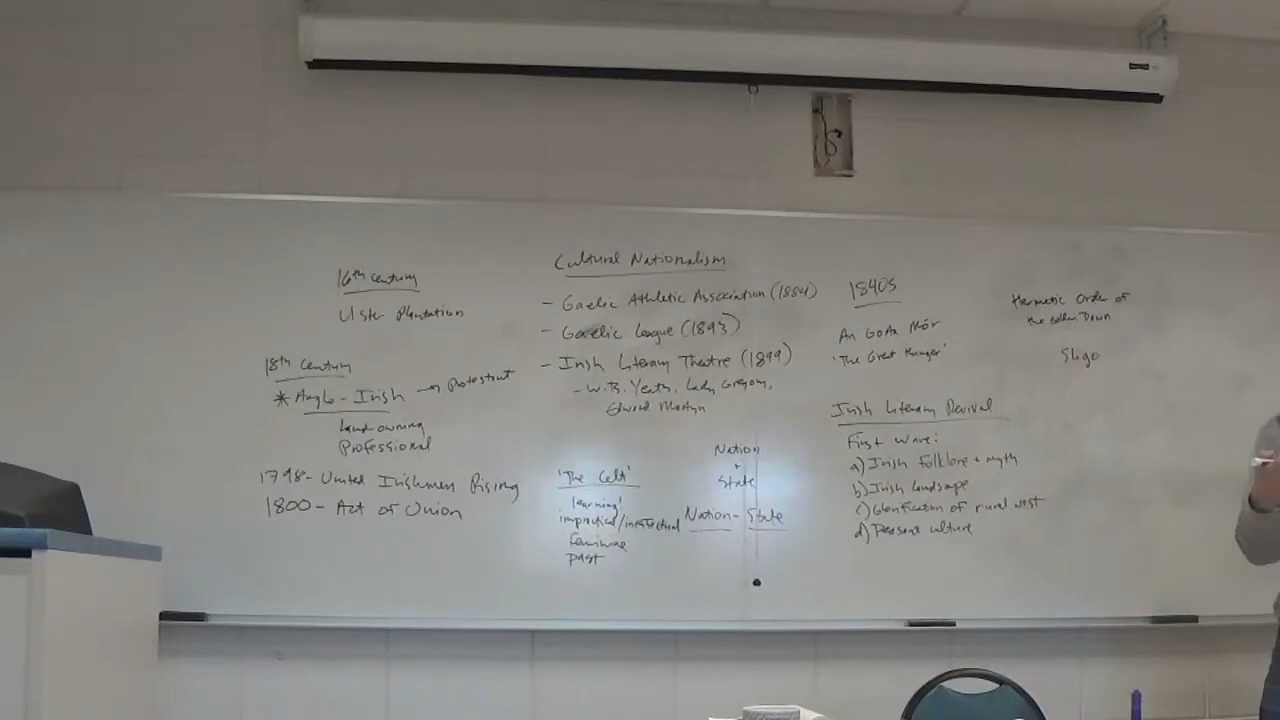 16th century
Ulster Plantation
18th century
* Anglo-Irish → Protestant
Landowning
Professional
1798- United Irishmen Rising
1800- Act of Union
Cultural Nationalism
- Gaelic Athletic Association (1884)
- Gaelic League (1893)
- Irish Literary Theatre (1899)
- W.B. Yeats, Lady Gregory,
Edward Martyn
'The Celt'
'learning'
impractical/ineffectual
feminine
past
Nation
+
State
Nation-State
1840s
An Gorta Mór
'The Great Hunger'
Irish Literary Revival
First Wave:
a) Irish folklore + myth
b) Irish landscape
c) Glorification of rural west
d) Peasant culture
Hermetic Order of
the Golden Dawn
Sligo